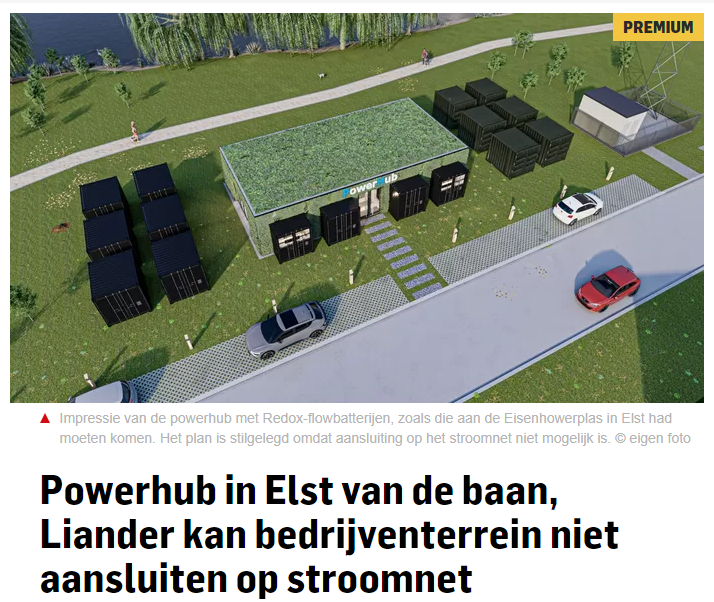 PREMIUM
PowerHub
Impressie van de powerhub met Redox-flowbatterijen, zoals die aan de Eisenhowerplas in Elst had
moeten komen. Het plan is stilgelegd omdat aansluiting op het stroomnet niet mogelijk is. © eigen foto
Powerhub in Elst van de baan,
Liander kan bedrijventerrein niet
aansluiten op stroomnet